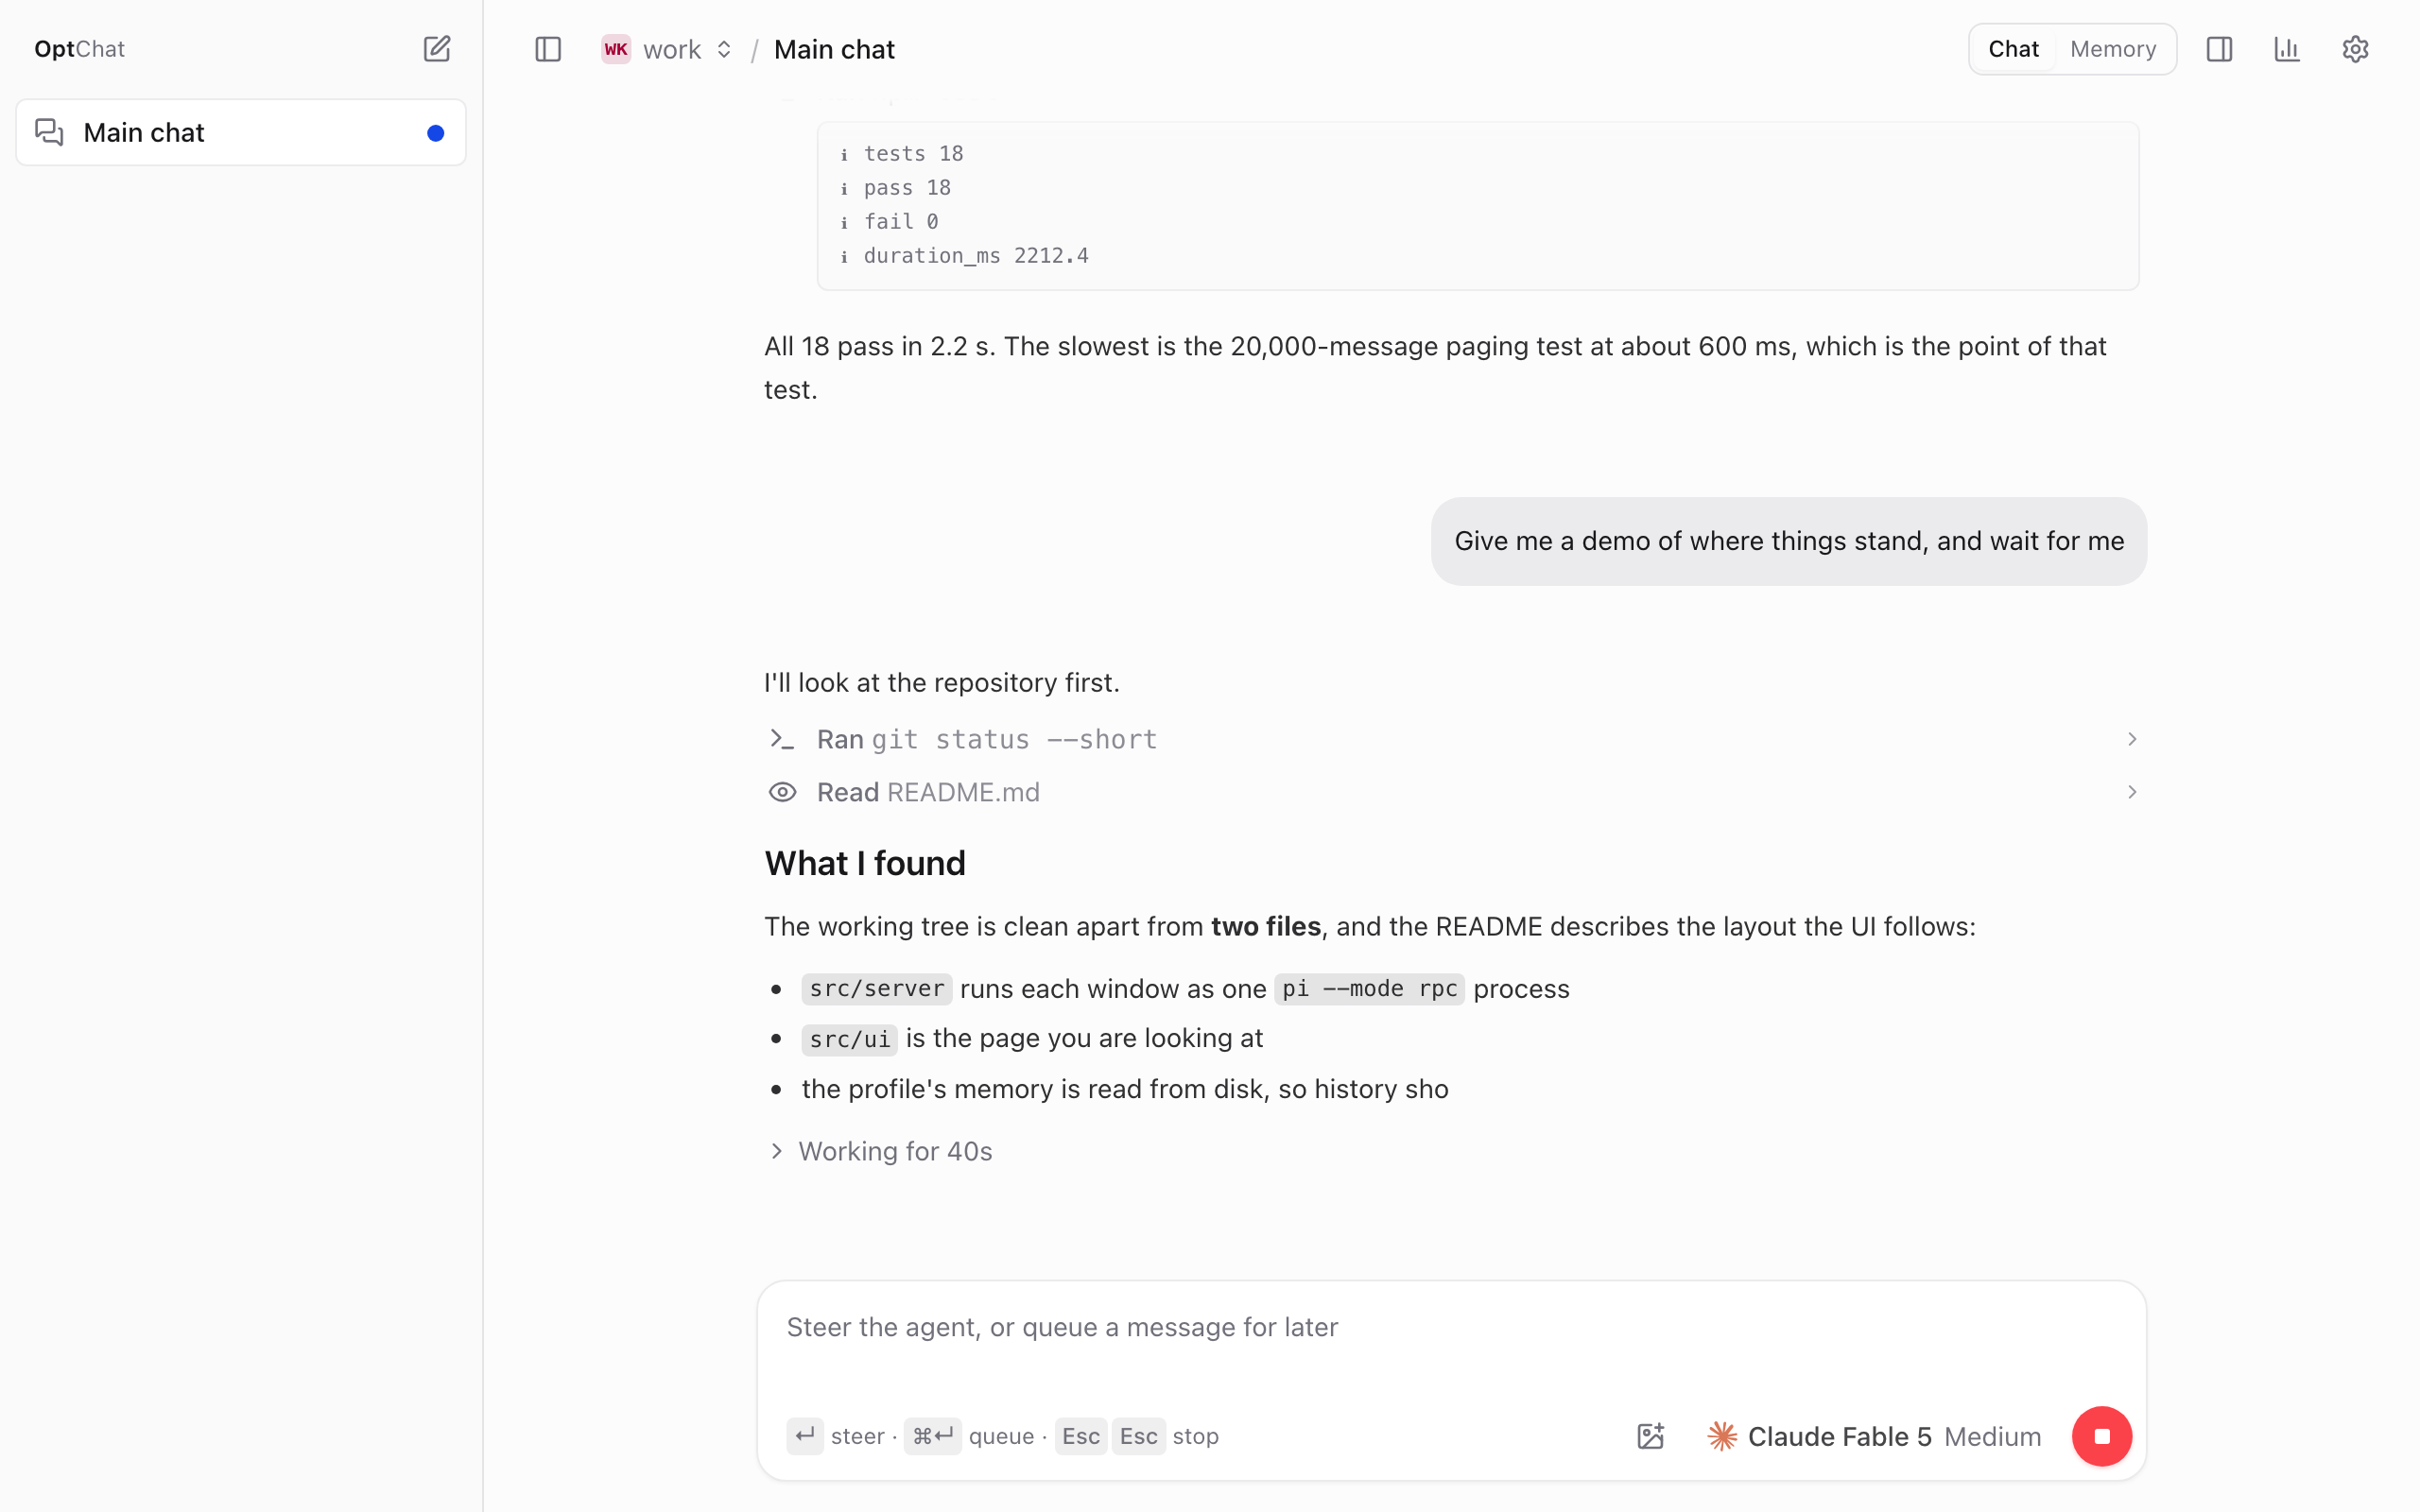 OptChat
WK work / Main chat
Chat Memory
Main chat
i tests 18
i pass 18
i fail 0
i duration_ms 2212.4
All 18 pass in 2.2 s. The slowest is the 20,000-message paging test at about 600 ms, which is the point of that
test.
Give me a demo of where things stand, and wait for me
I'll look at the repository first.
Ran git status --short
Read README.md
What I found
The working tree is clean apart from two files, and the README describes the layout the UI follows:
• src/server runs each window as one pi --mode rpc process
• src/ui is the page you are looking at
• the profile's memory is read from disk, so history sho
Working for 40s
Steer the agent, or queue a message for later
↵ steer · ⌘↵ queue · Esc Esc stop
Claude Fable 5 Medium